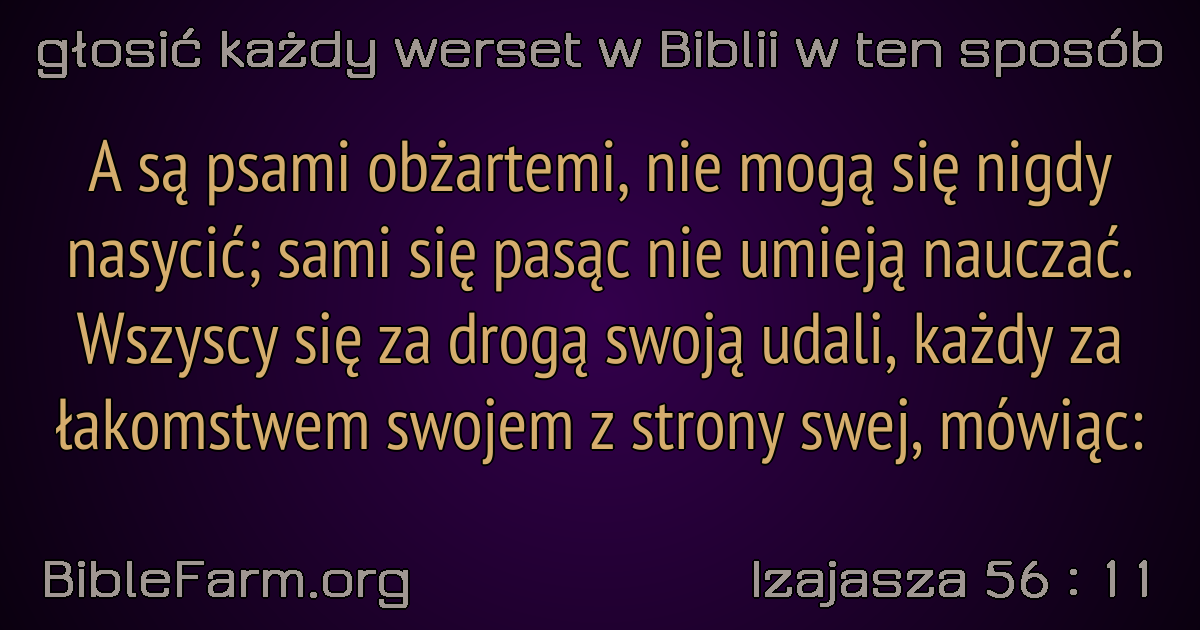 głosić każdy werset w Biblii w ten sposób
A są psami obżartemi, nie mogą się nigdy
nasycić; sami się pasąc nie umieją nauczać.
Wszyscy się za drogą swoją udali, każdy za
łakomstwem swojem z strony swej, mówiąc:
BibleFarm.org
Izajasza 56 : 11